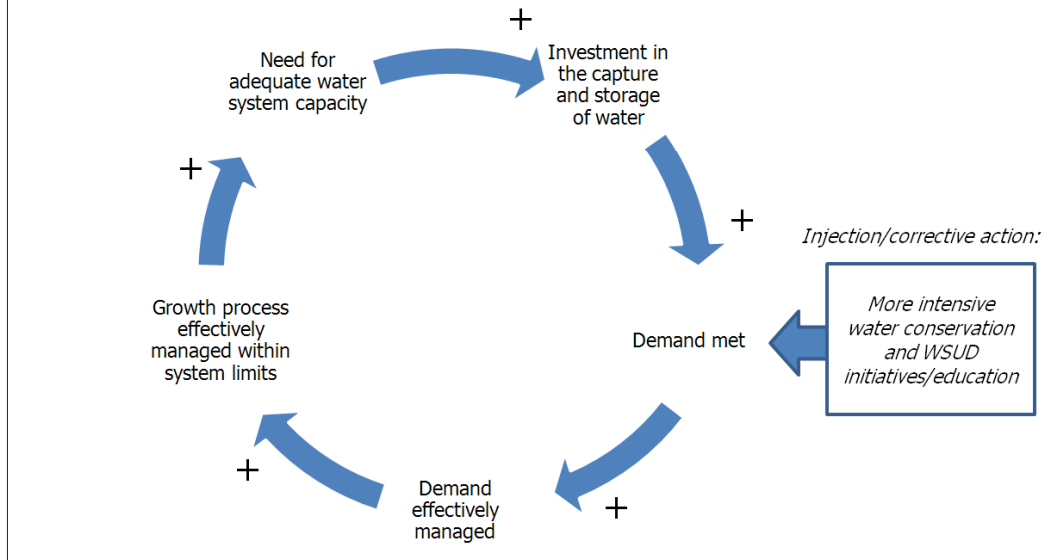 +
Need for
adequate water
system capacity
Investment in
the capture
and storage
of water
+
+
Injection/corrective action:
More intensive
water conservation
and WSUD
initiatives/education
Demand met
Growth process
effectively
managed within
system limits
+
Demand
effectively
managed
+